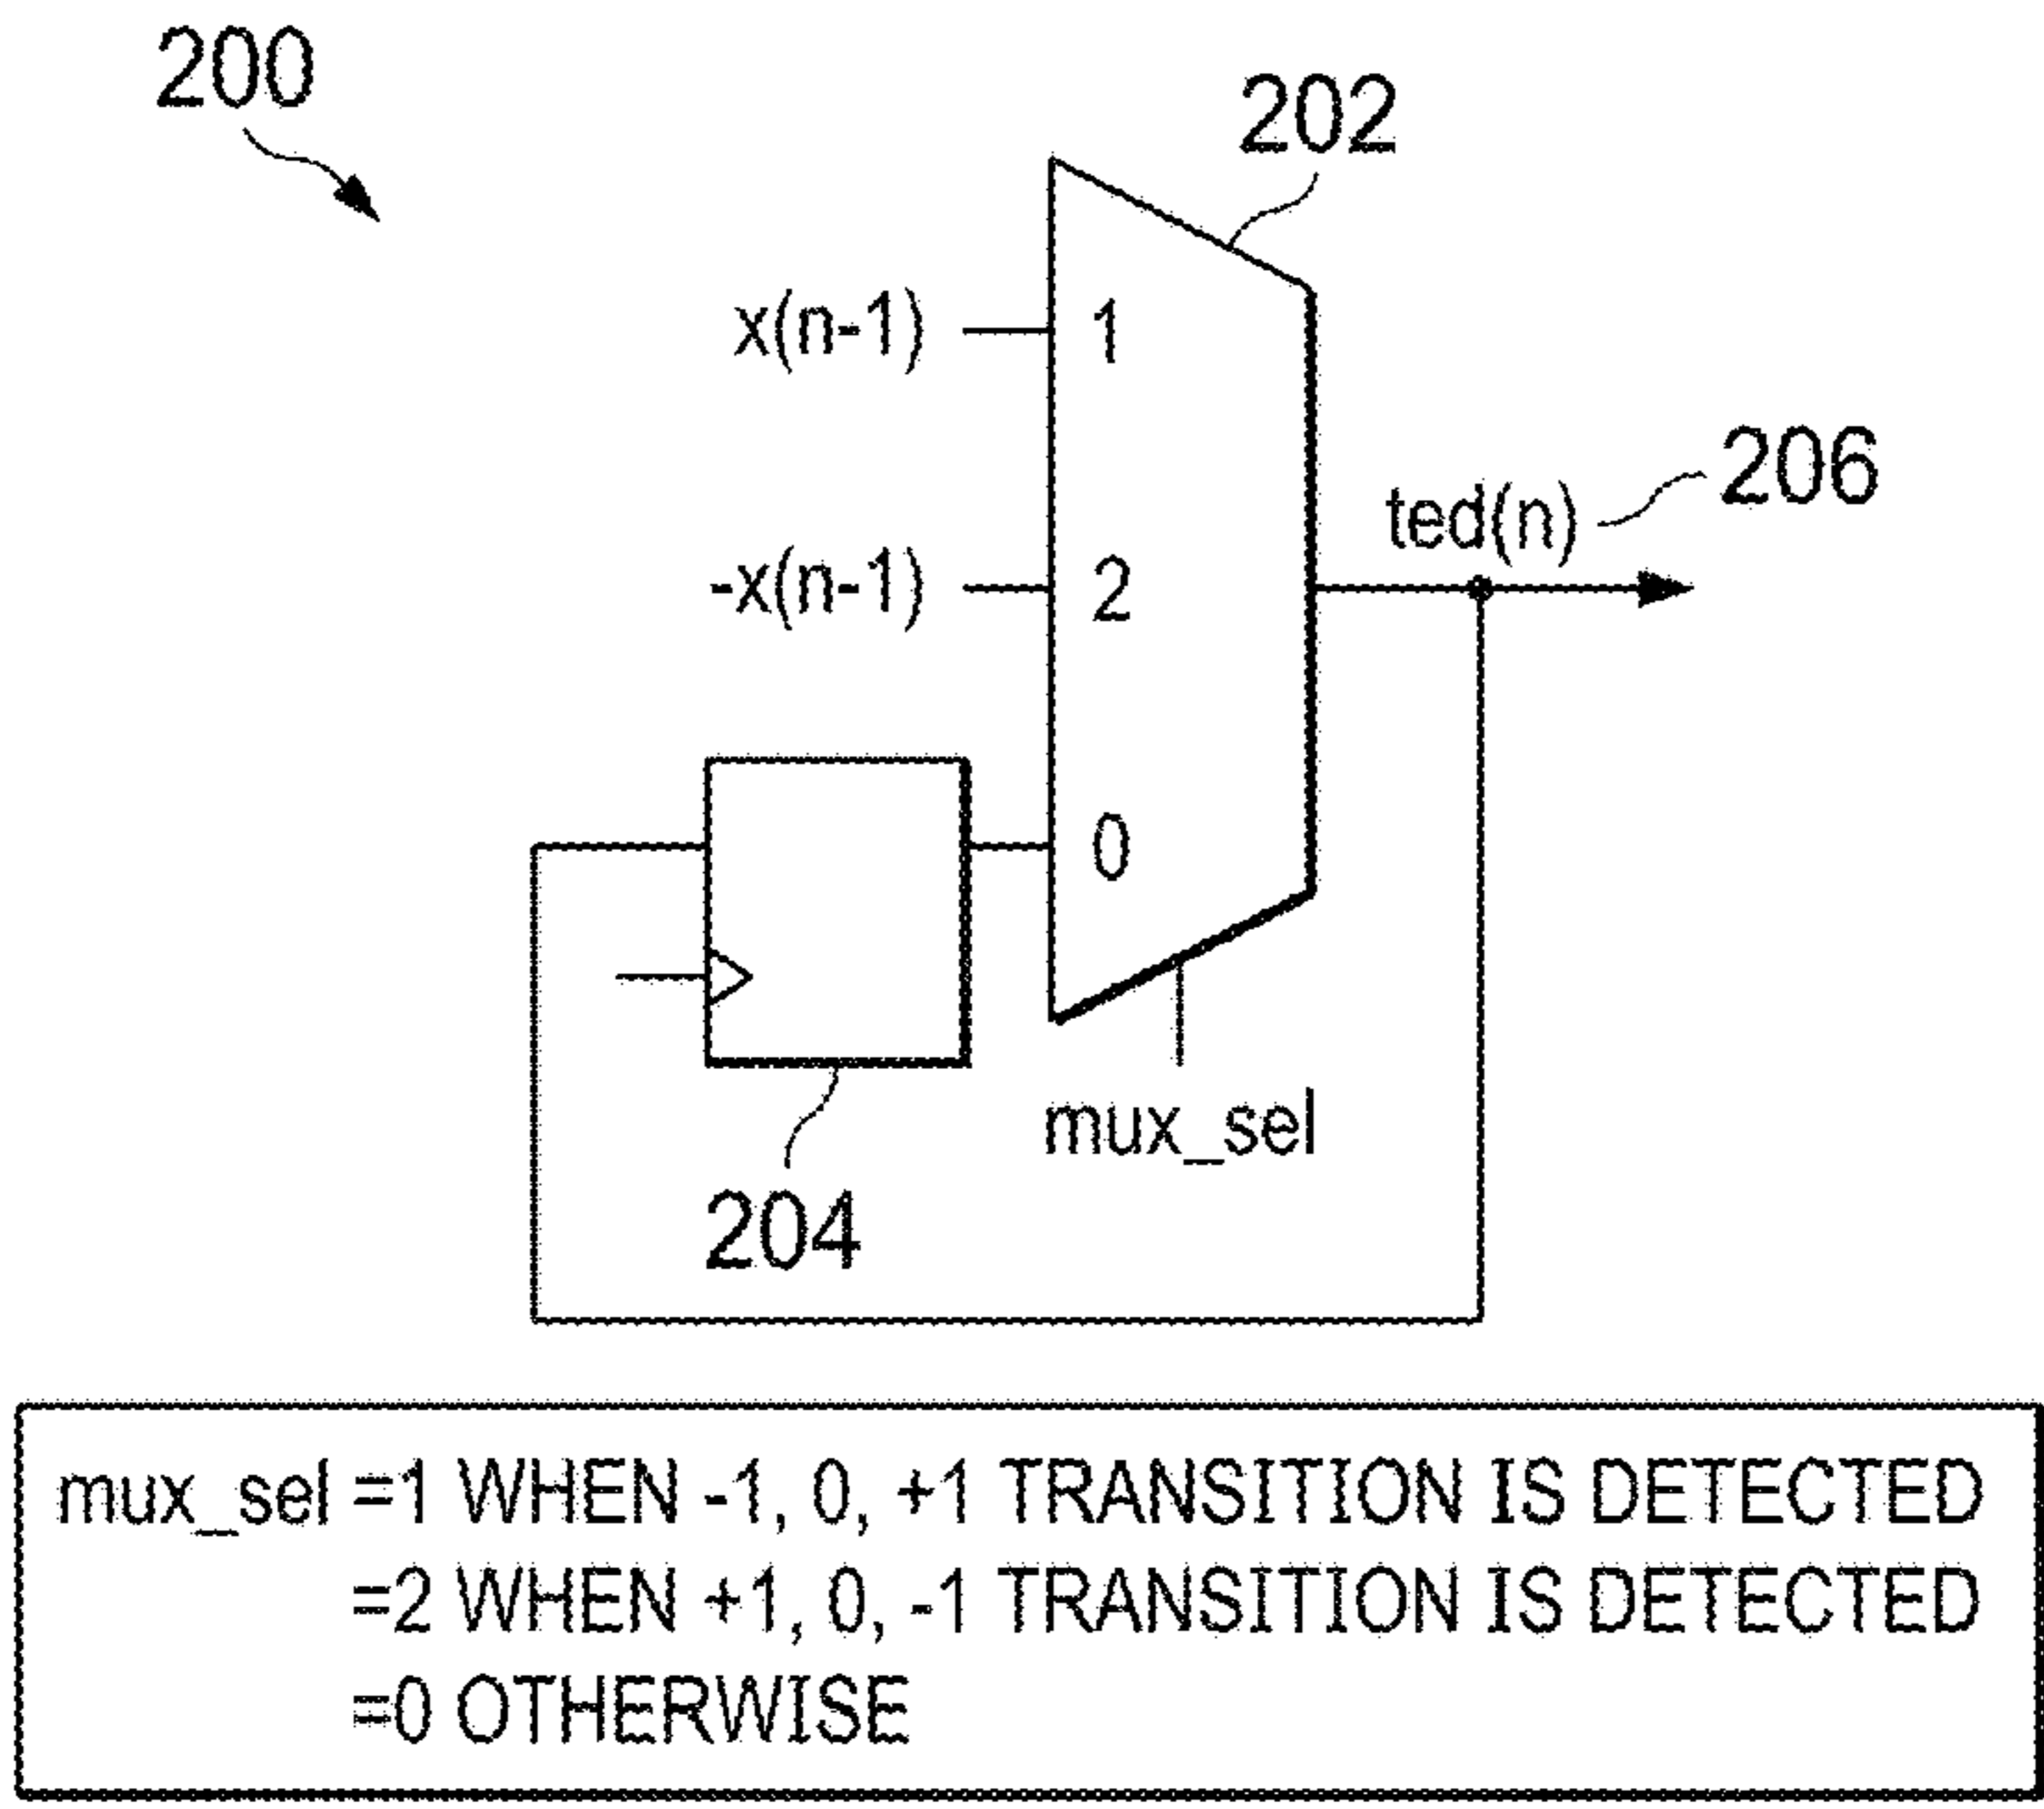 200
202
x(n-1)
1
ted(n)
206
-x(n-1)
2
0
mux_sel
204
mux_sel =1 WHEN -1, 0, +1 TRANSITION IS DETECTED
=2 WHEN +1, 0, -1 TRANSITION IS DETECTED
=0 OTHERWISE